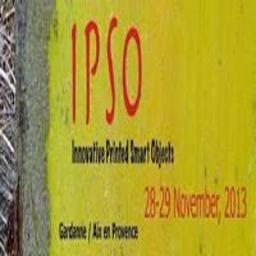 IPSO
Innovative Printed Smart Objects
28-29 November, 2013
Gardanne / Aix en Provence